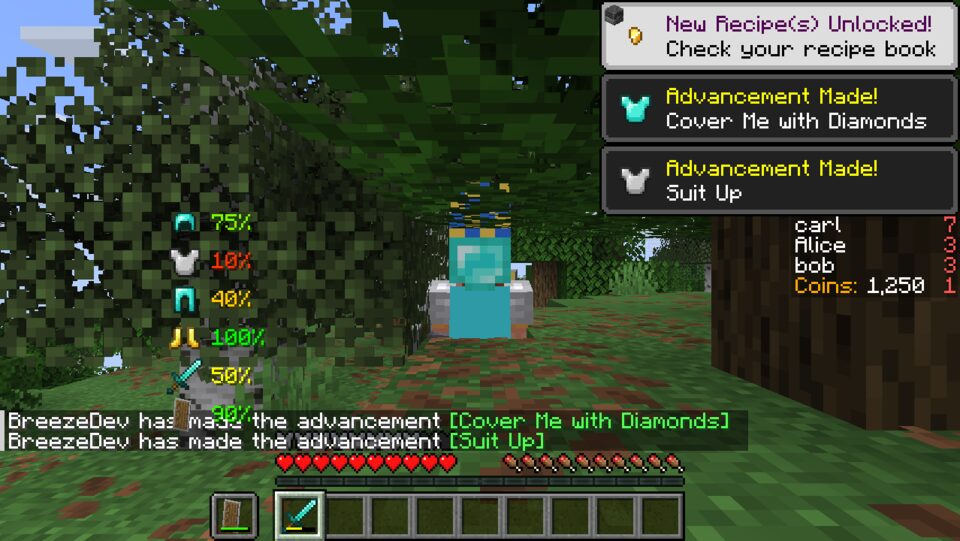 New Recipe(s) Unlocked!
Check your recipe book
Advancement Made!
Cover Me with Diamonds
Advancement Made!
Suit Up
carl 7
Alice 3
bob 3
Coins: 1,250 1
75%
10%
40%
100%
50%
90%
BreezeDev has made the advancement [Cover Me with Diamonds]
BreezeDev has made the advancement [Suit Up]